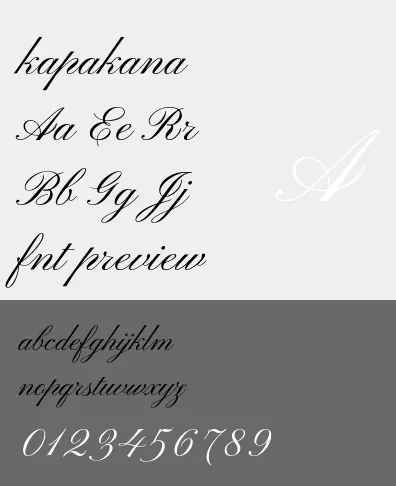 kapakana
Aa Ee Rr
Bb Gg Jj
A
fnt preview
abcdefghijklm
nopqrstuvwxyz
0123456789